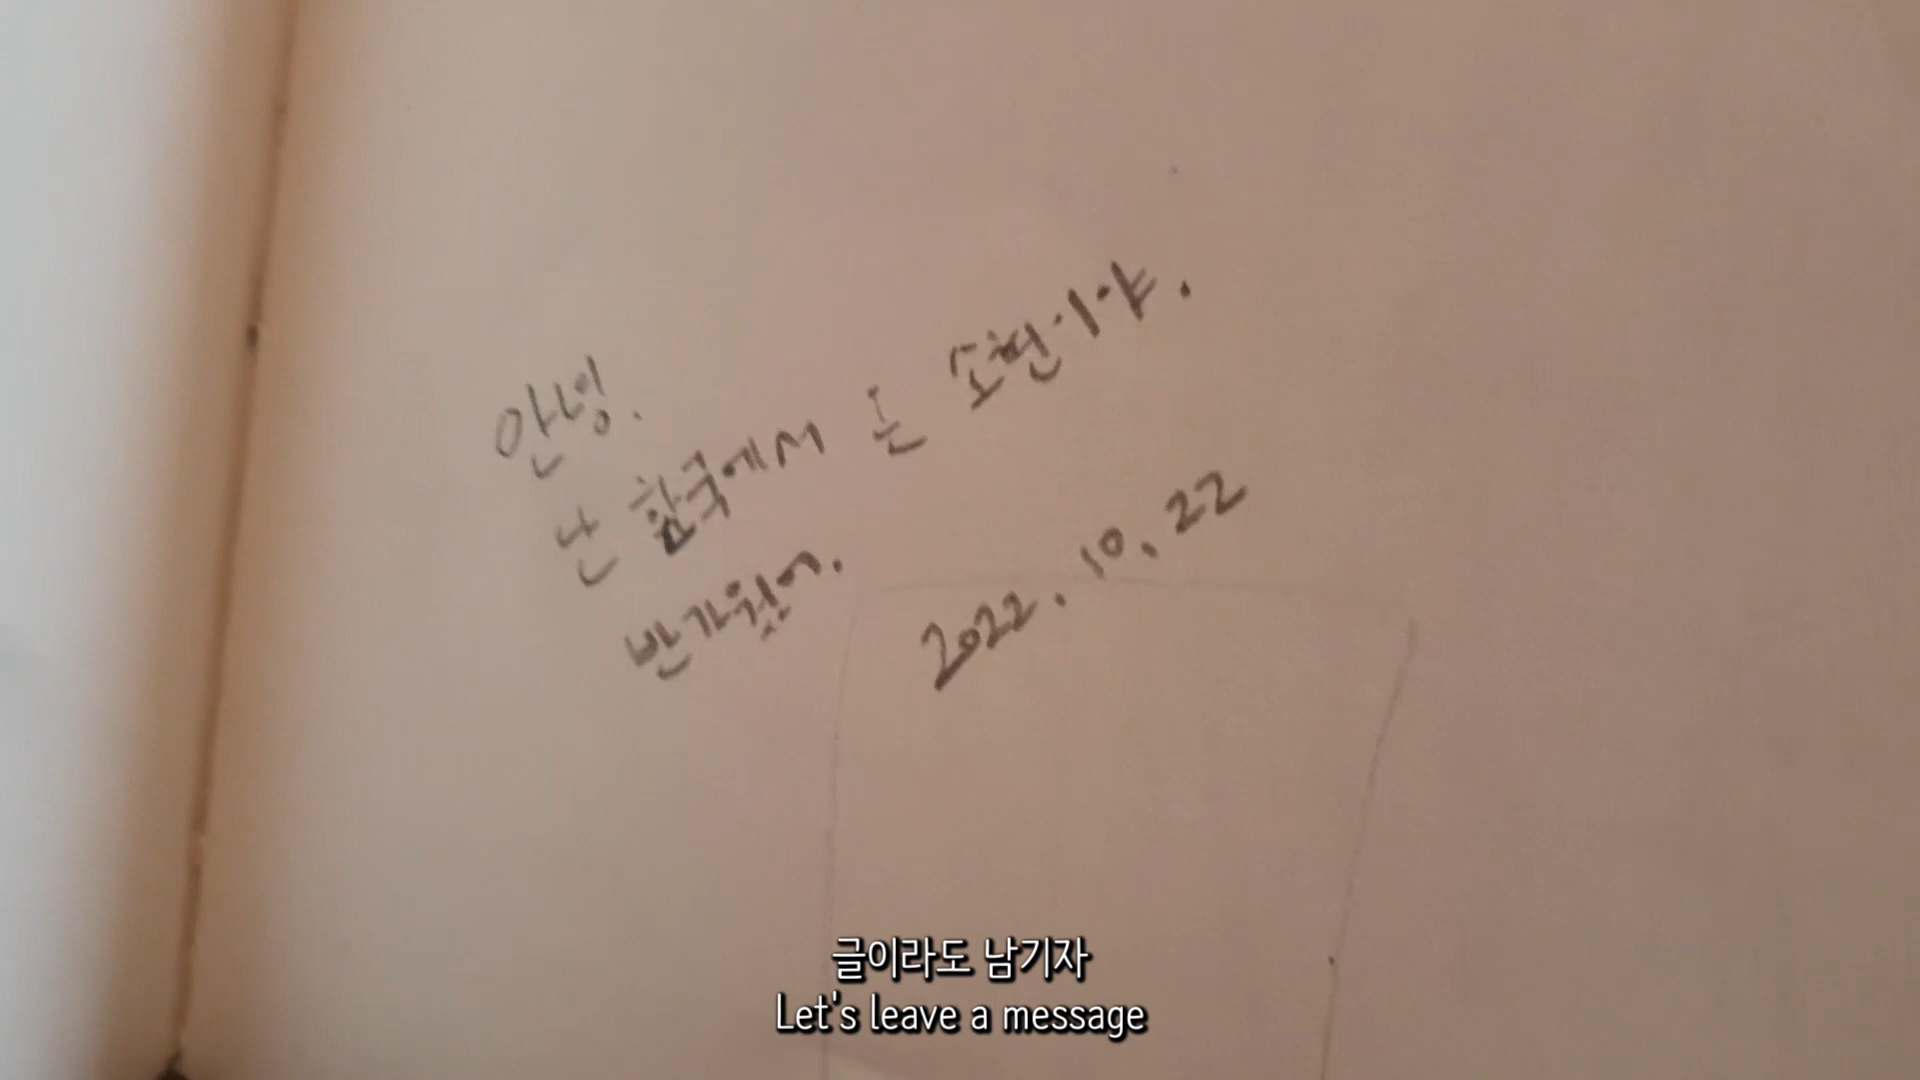 안녕.
난 한국에서 온 도현이야.
반가웠어.
2022. 10. 22
글이라도 남기자
Let's leave a message